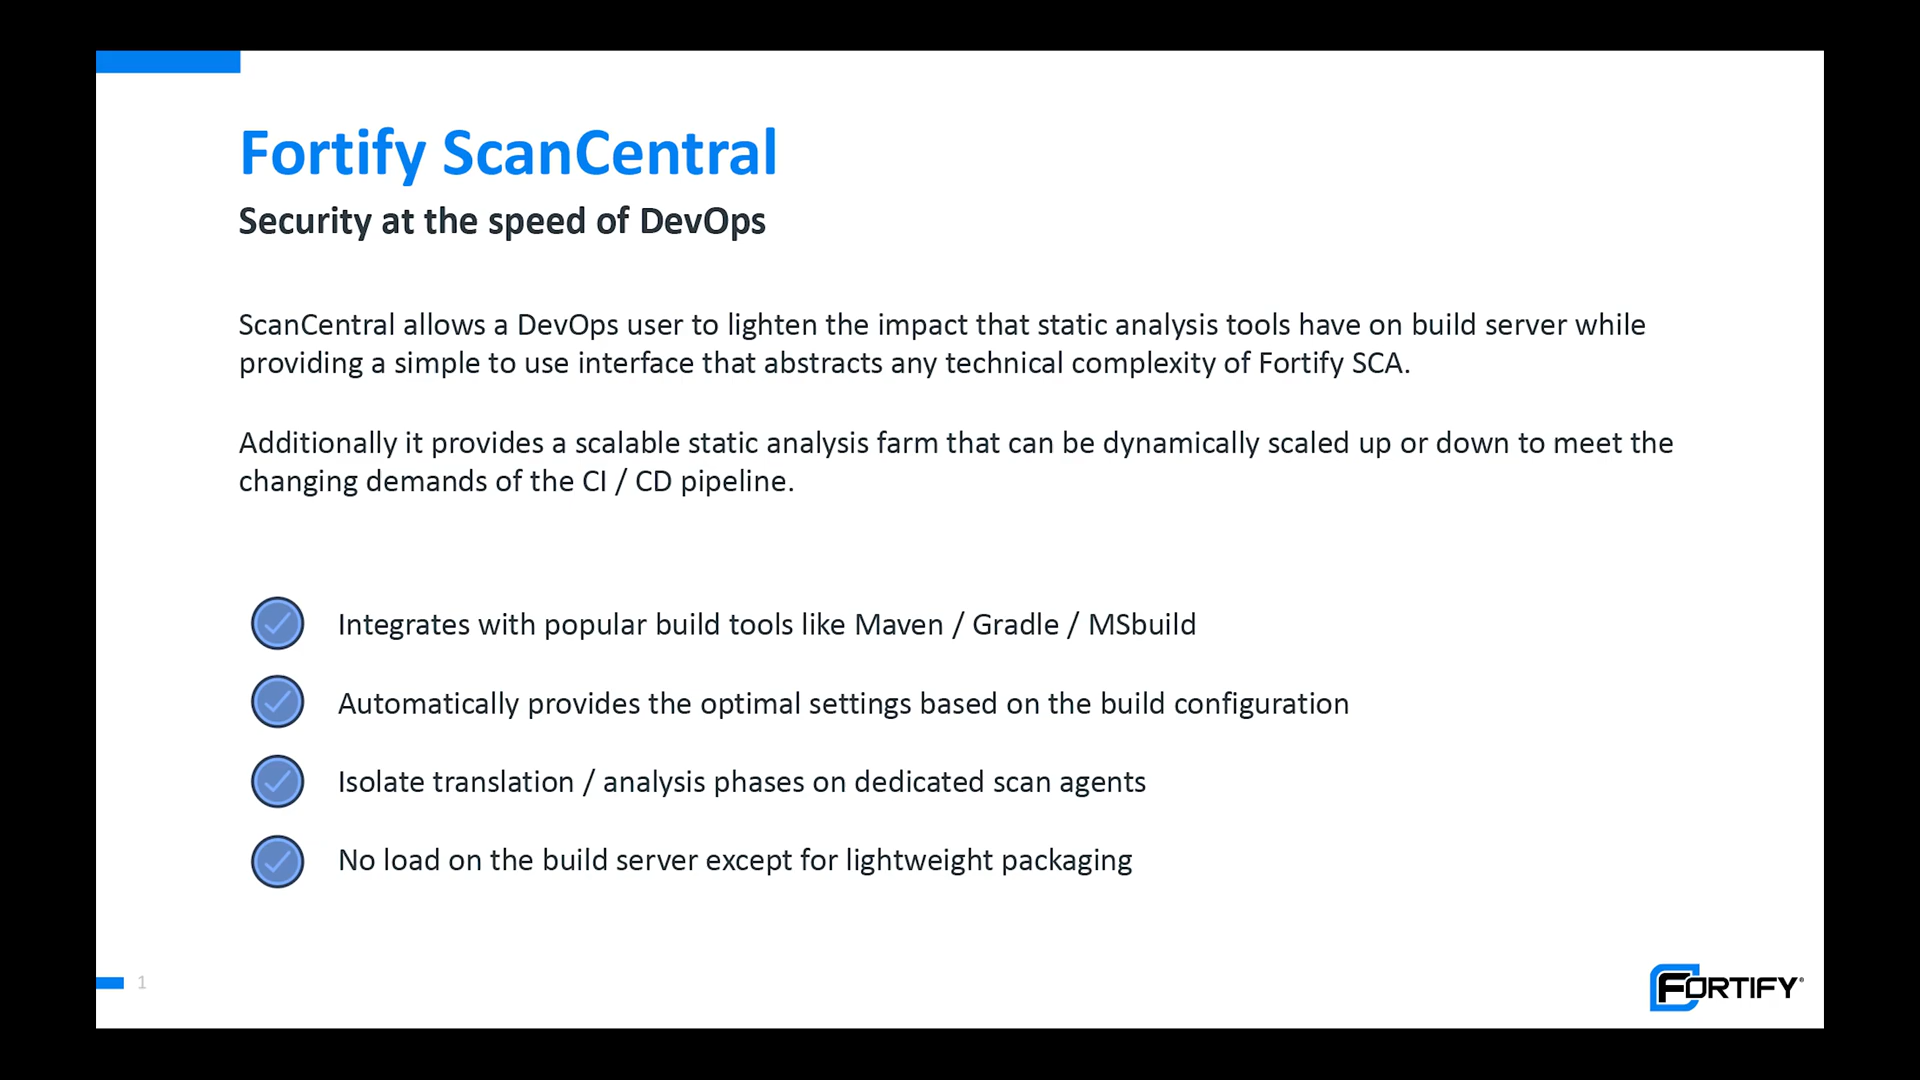 Fortify ScanCentral
Security at the speed of DevOps
ScanCentral allows a DevOps user to lighten the impact that static analysis tools have on build server while
providing a simple to use interface that abstracts any technical complexity of Fortify SCA.
Additionally it provides a scalable static analysis farm that can be dynamically scaled up or down to meet the
changing demands of the CI / CD pipeline.
Integrates with popular build tools like Maven / Gradle / MSbuild
Automatically provides the optimal settings based on the build configuration
Isolate translation / analysis phases on dedicated scan agents
No load on the build server except for lightweight packaging
1
FORTIFY®